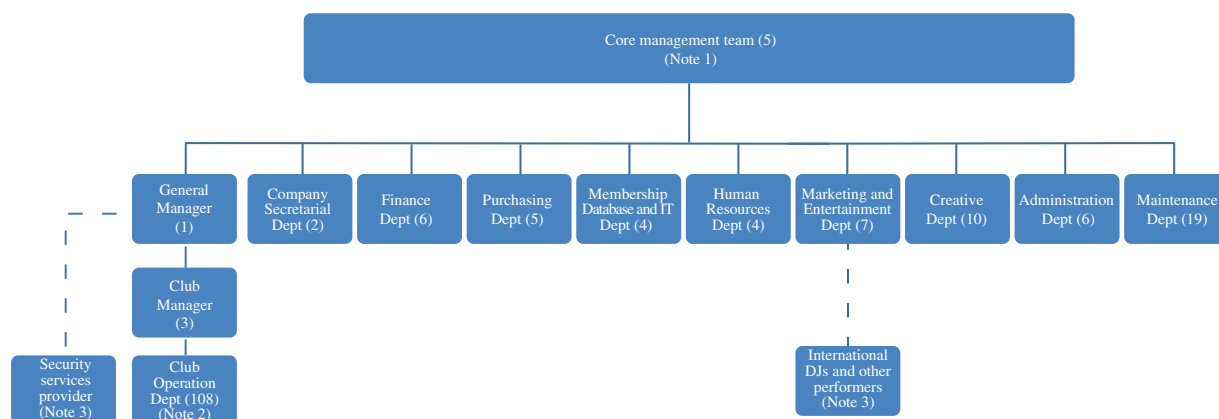 Core management team (5)
(Note 1)
General
Manager
(1)
Company
Secretarial
Dept (2)
Finance
Dept (6)
Purchasing
Dept (5)
Membership
Database and IT
Dept (4)
Human
Resources
Dept (4)
Marketing and
Entertainment
Dept (7)
Creative
Dept (10)
Administration
Dept (6)
Maintenance
Dept (19)
Club
Manager
(3)
Security
services
provider
(Note 3)
Club
Operation
Dept (108)
(Note 2)
International
DJs and other
performers
(Note 3)